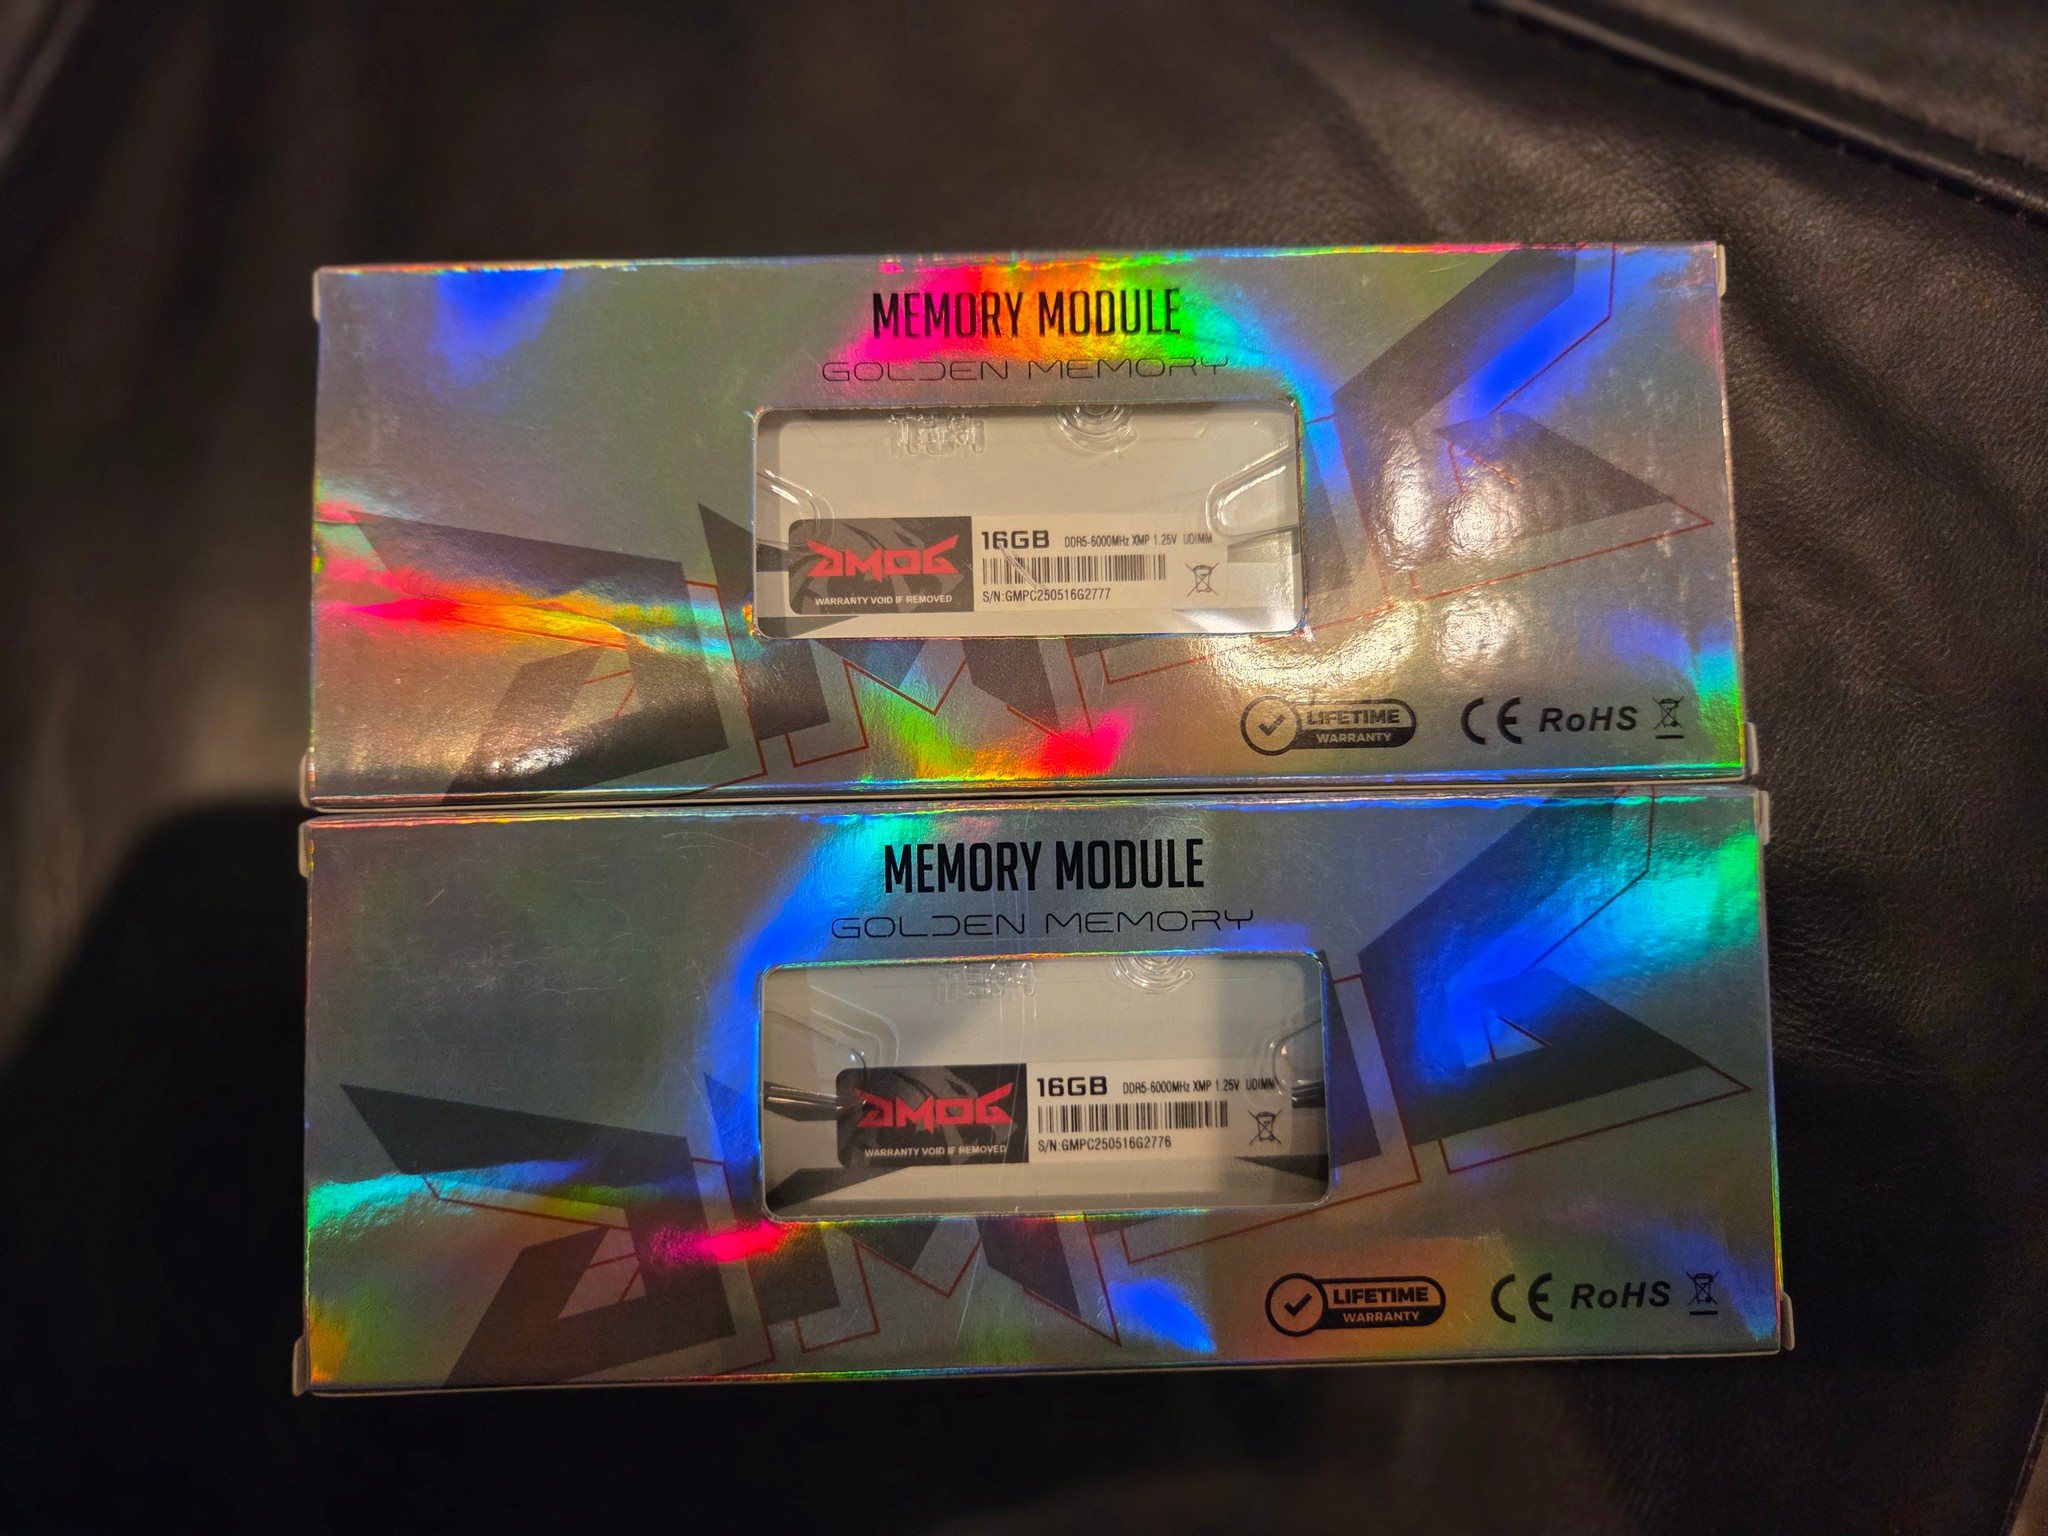 MEMORY MODULE
GOLDEN MEMORY
AMOG
WARRANTY VOID IF REMOVED
16GB DDR5-6000MHz XMP 1.25V UDIMM
S/N:GMPC250516G2777
LIFETIME
WARRANTY
CE RoHS
MEMORY MODULE
GOLDEN MEMORY
AMOG
WARRANTY VOID IF REMOVED
16GB DDR5-6000MHz XMP 1.25V UDIMM
S/N:GMPC250516G2776
LIFETIME
WARRANTY
CE RoHS